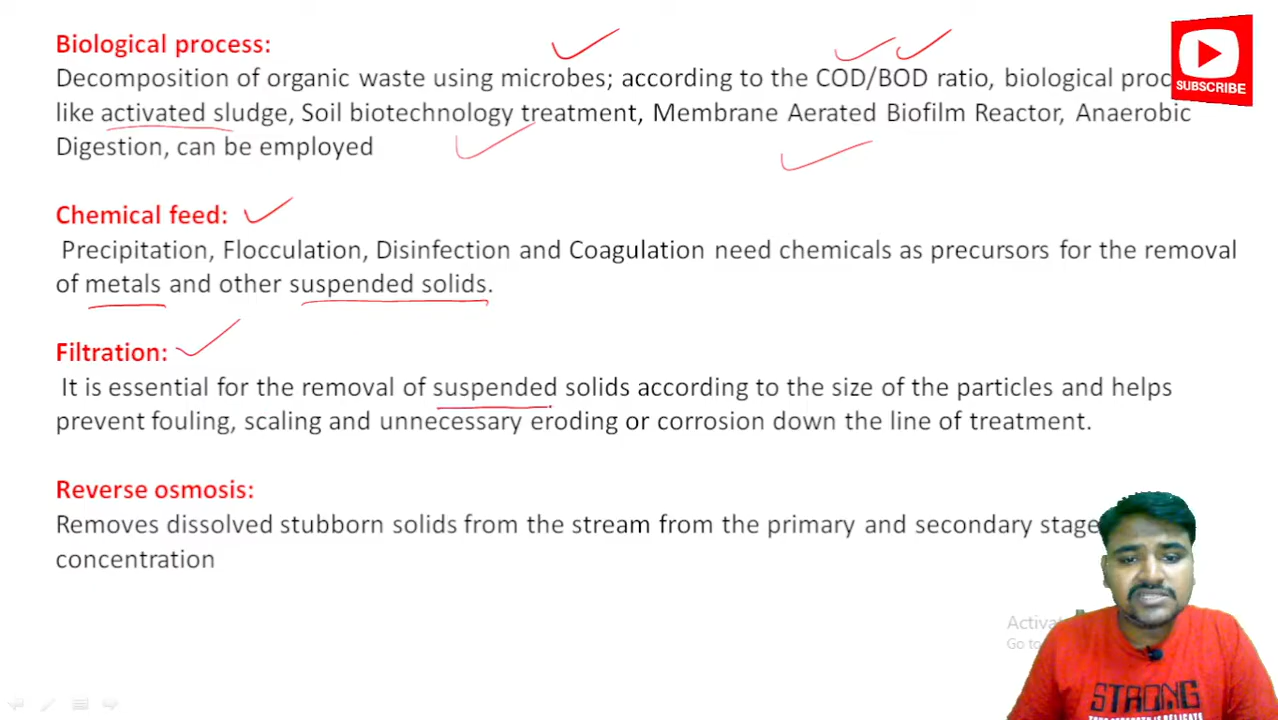 Biological process:
Decomposition of organic waste using microbes; according to the COD/BOD ratio, biological
like activated sludge, Soil biotechnology treatment, Membrane Aerated Biofilm Reactor, Anaerobic
Digestion, can be employed
SUBSCRIBE
Chemical feed:
Precipitation, Flocculation, Disinfection and Coagulation need chemicals as precursors for the removal
of metals and other suspended solids.
Filtration:
It is essential for the removal of suspended solids according to the size of the particles and helps
prevent fouling, scaling and unnecessary eroding or corrosion down the line of treatment.
Reverse osmosis:
Removes dissolved stubborn solids from the stream from the primary and secondary stage
concentration
Go to
STRONG